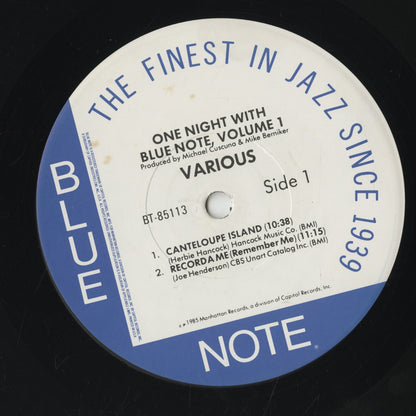 THE FINEST IN JAZZ SINCE 1939
ONE NIGHT WITH
BLUE NOTE, VOLUME 1
Produced by Michael Cuscuna & Mike Berniker
VARIOUS
BT-85113
Side 1
1. CANTELOUPE ISLAND (10:38)
(Herbie Hancock) Hancock Music Co. (BMI)
2. RECORDA ME (Remember Me) (11:15)
(Joe Henderson) CBS Unart Catalog Inc. (BMI)
℗1985 Manhattan Records, a division of Capitol Records, Inc.
BLUE
NOTE®